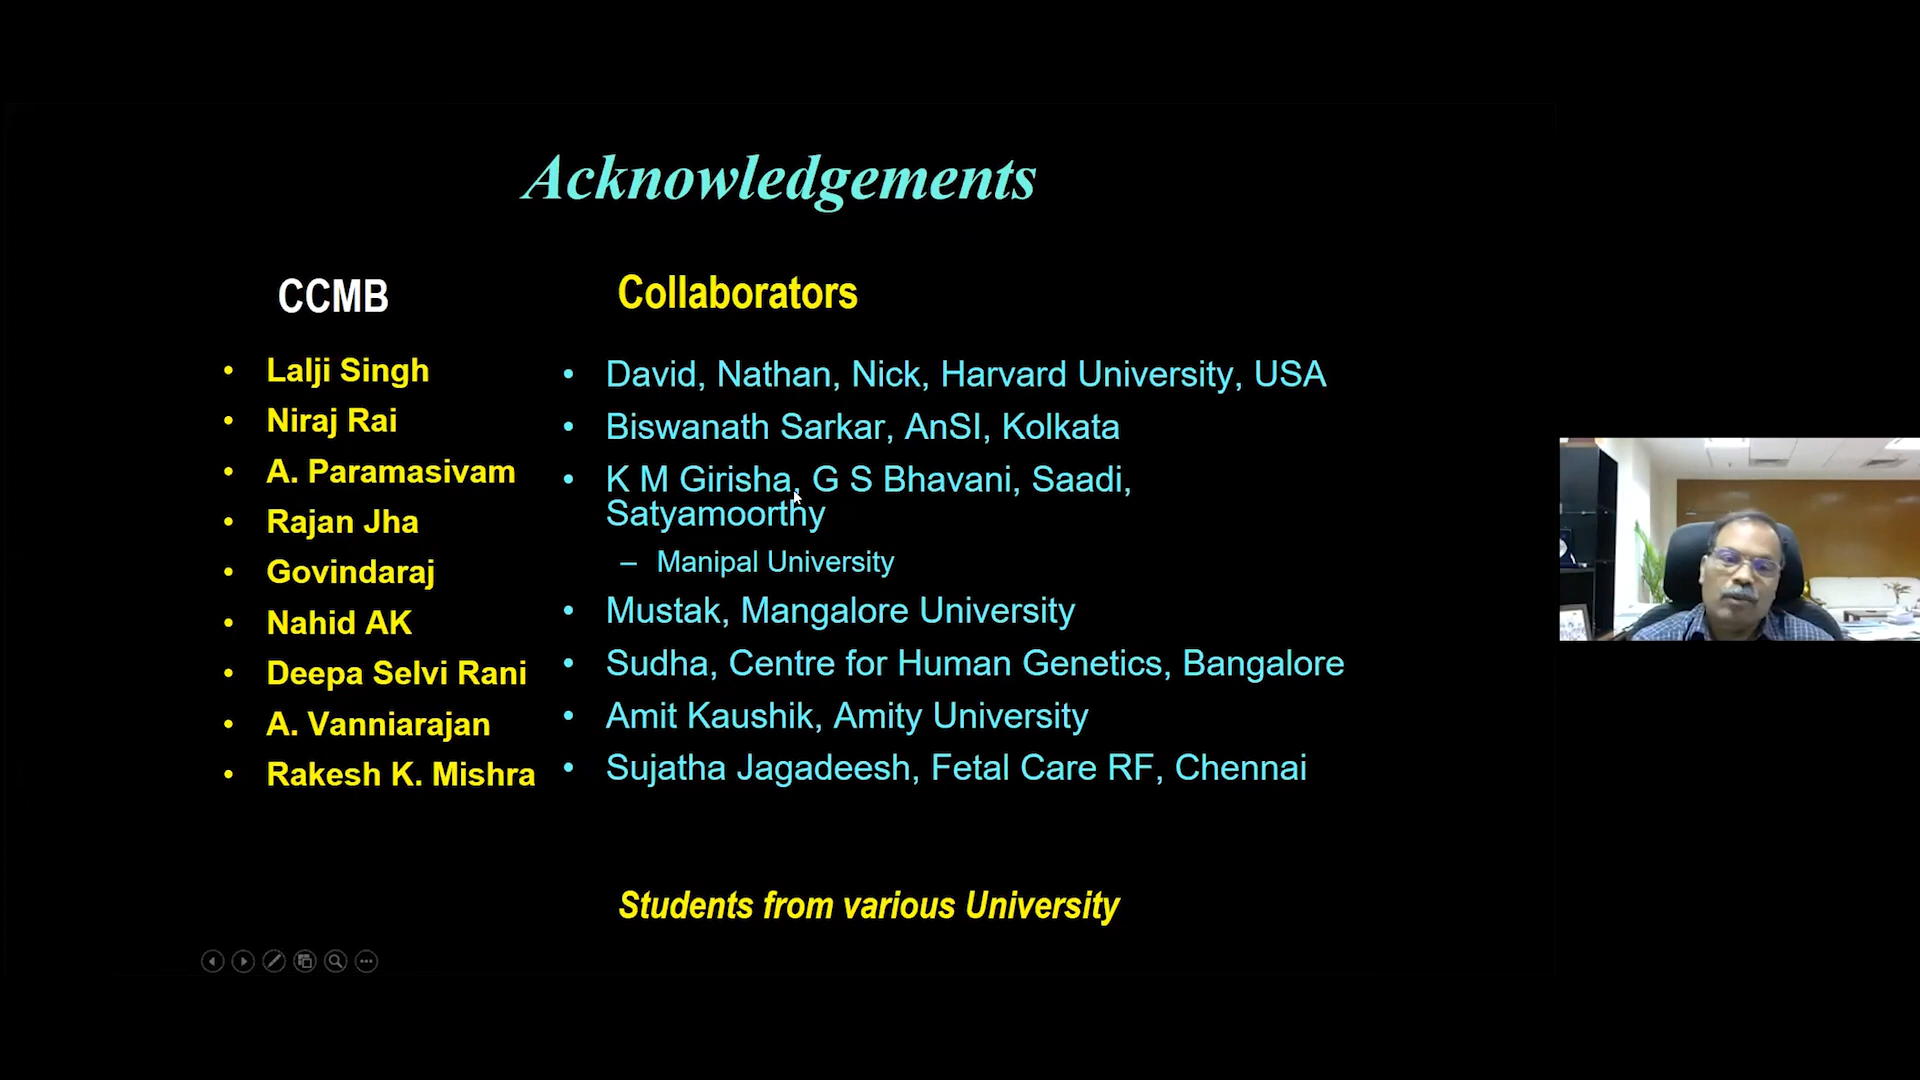 Acknowledgements
CCMB
• Lalji Singh
• Niraj Rai
• A. Paramasivam
• Rajan Jha
• Govindaraj
• Nahid AK
• Deepa Selvi Rani
• A. Vanniarajan
• Rakesh K. Mishra
Collaborators
• David, Nathan, Nick, Harvard University, USA
• Biswanath Sarkar, AnSI, Kolkata
• K M Girisha, G S Bhavani, Saadi,
Satyamoorthy
– Manipal University
• Mustak, Mangalore University
• Sudha, Centre for Human Genetics, Bangalore
• Amit Kaushik, Amity University
• Sujatha Jagadeesh, Fetal Care RF, Chennai
Students from various University